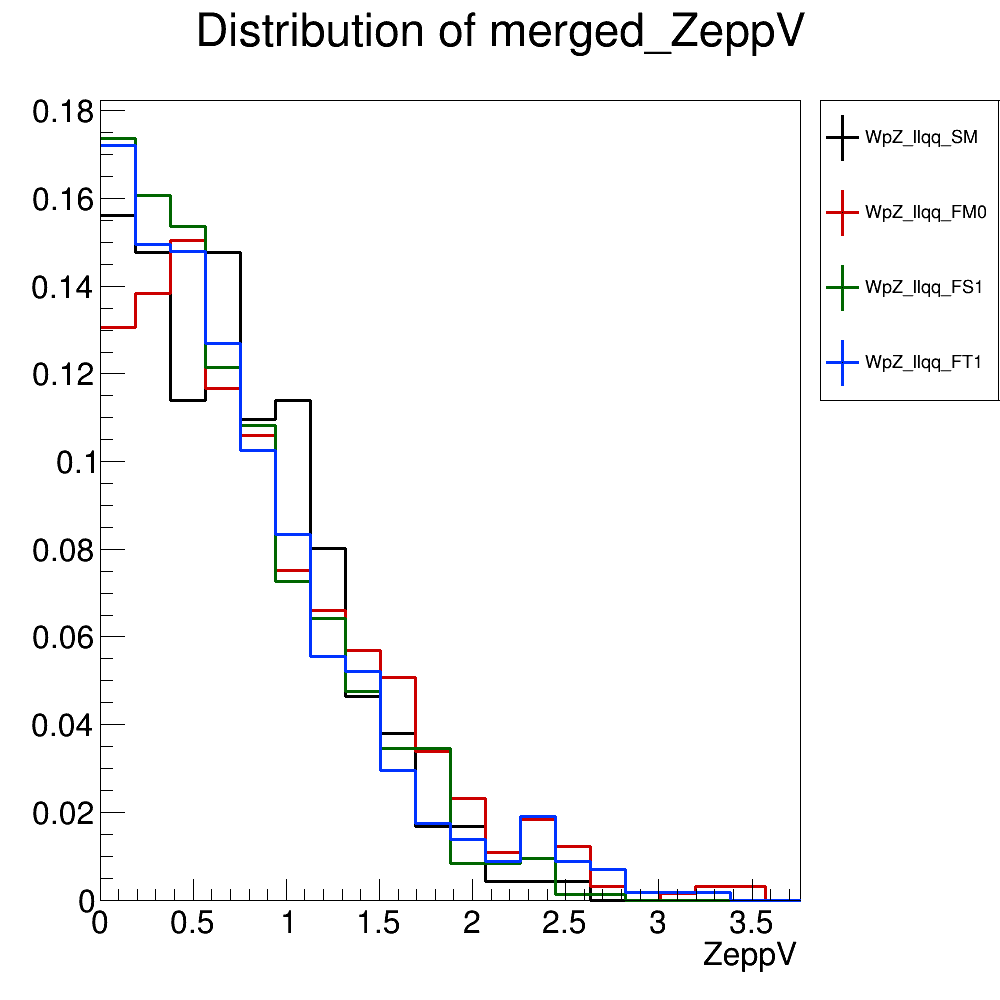 Distribution of merged_ZeppV
0.18
0.16
0.14
0.12
0.1
0.08
0.06
0.04
0.02
0
0 0.5 1 1.5 2 2.5 3 3.5
ZeppV
WpZ_llqq_SM
WpZ_llqq_FM0
WpZ_llqq_FS1
WpZ_llqq_FT1